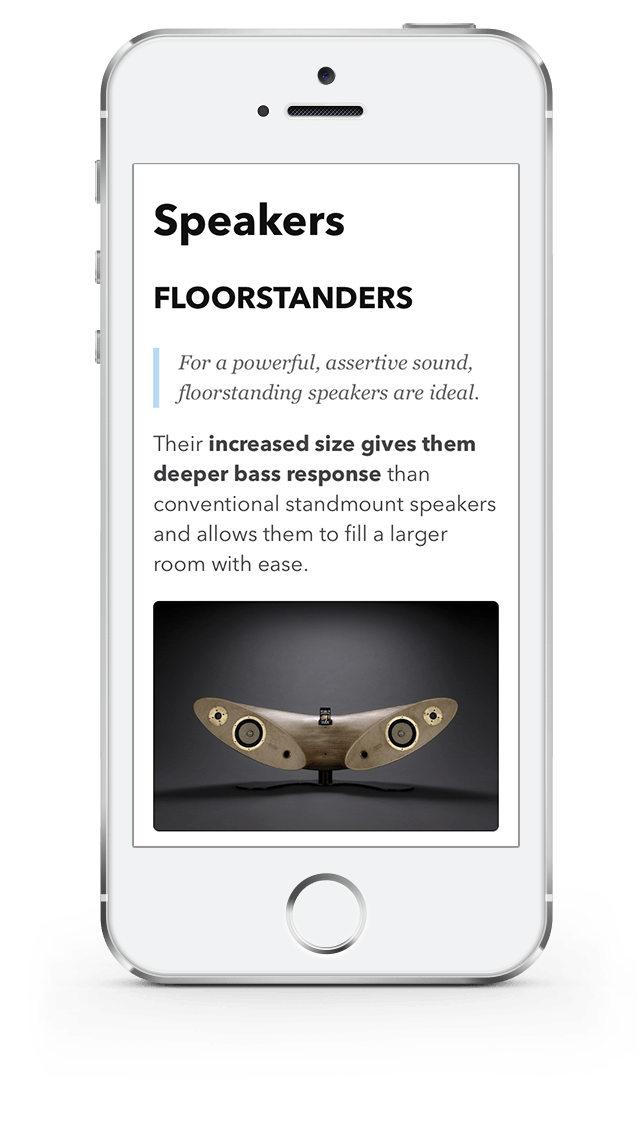 Speakers
FLOORSTANDERS
For a powerful, assertive sound,
floorstanding speakers are ideal.
Their increased size gives them
deeper bass response than
conventional standmount speakers
and allows them to fill a larger
room with ease.